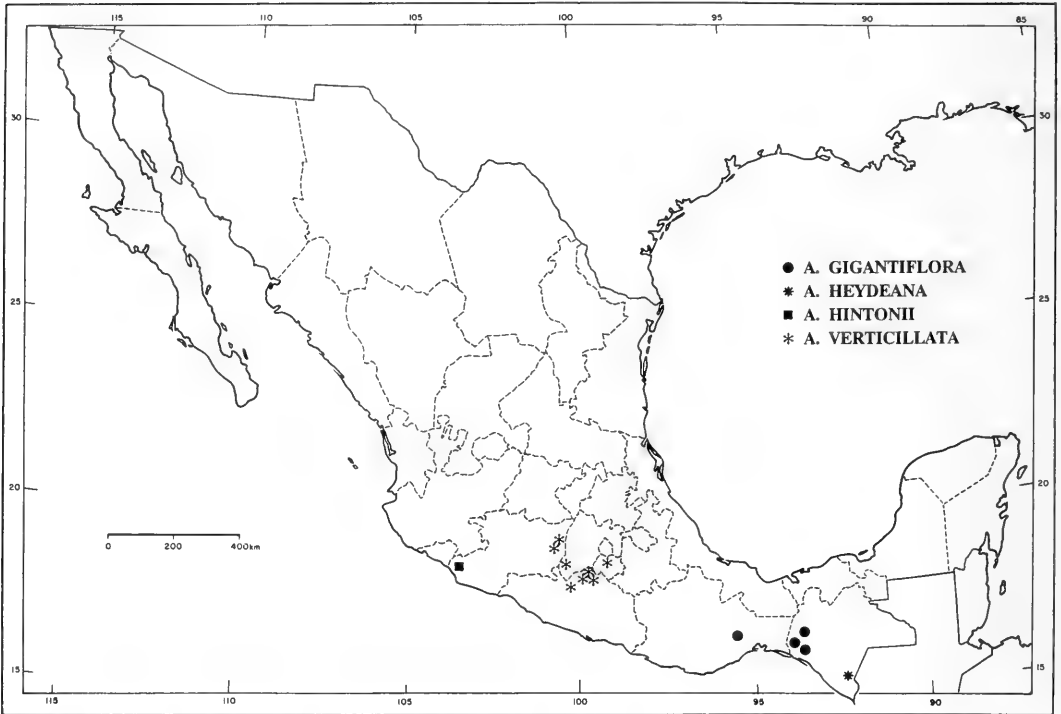 115 110 105 100 95 90 85
30 30
25 25
● A. GIGANTIFLORA
✷ A. HEYDEANA
■ A. HINTONII
✳ A. VERTICILLATA
20 20
0 200 400km
15 15
115 110 105 100 95 90